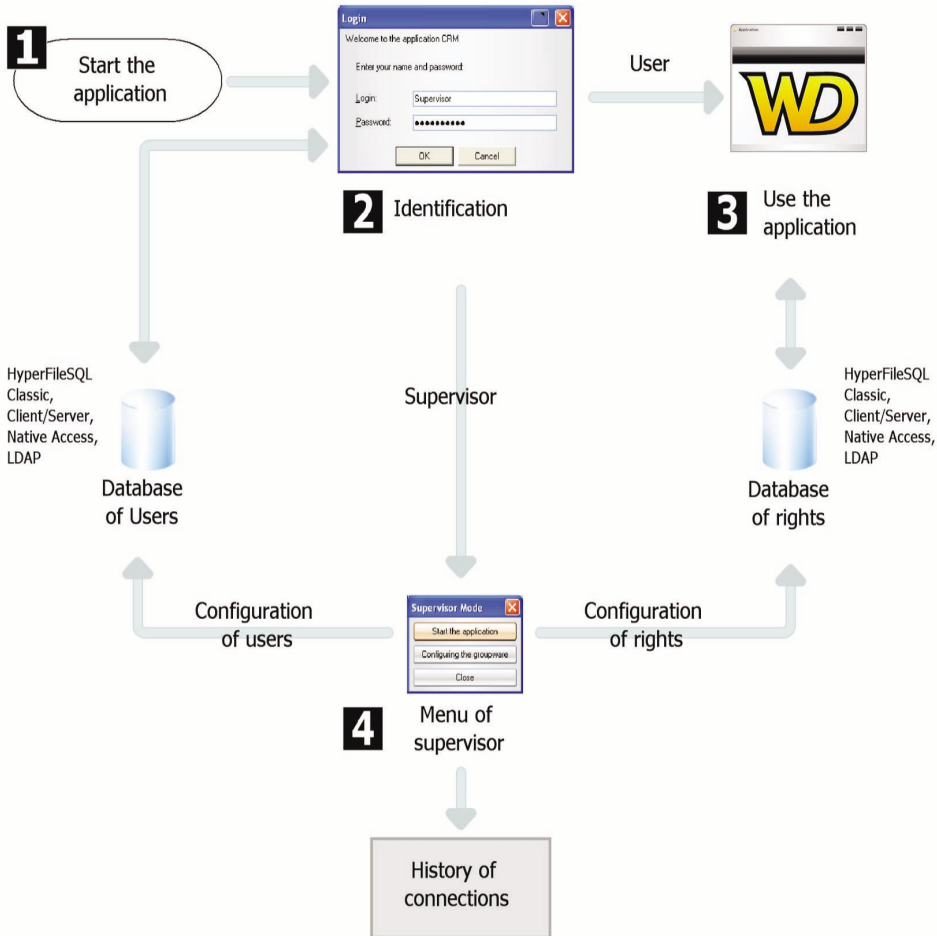 1
Start the
application
Login
Welcome to the application CRM
Enter your name and password:
Login:
Supervisor
Password:
OK
Cancel
2
Identification
User
Application
WD
3
Use the
application
HyperFileSQL
Classic,
Client/Server,
Native Access,
LDAP
Database
of Users
Supervisor
HyperFileSQL
Classic,
Client/Server,
Native Access,
LDAP
Database
of rights
Configuration
of users
Supervisor Mode
Start the application
Configuring the groupware
Close
Configuration
of rights
4
Menu of
supervisor
History of
connections